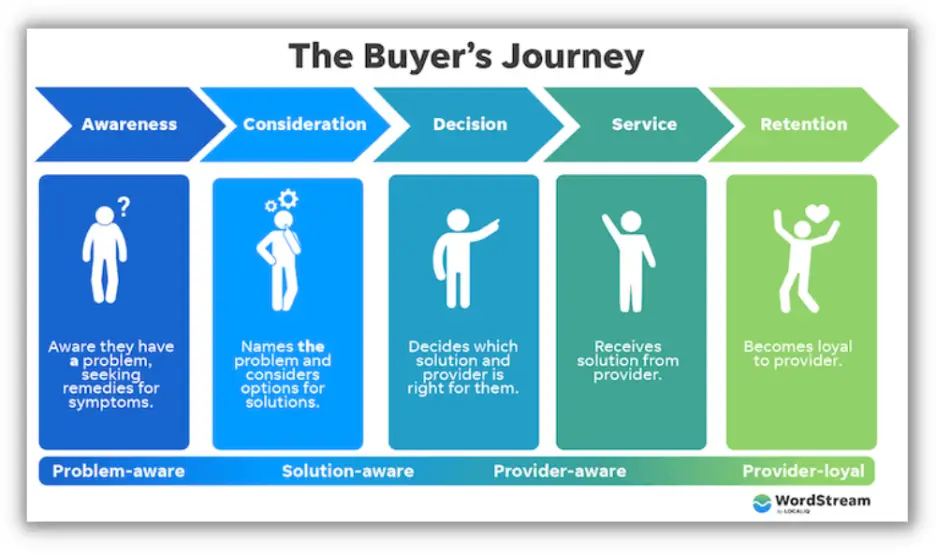 The Buyer's Journey
Awareness
Consideration
Decision
Service
Retention
?
Aware they have
a problem,
seeking
remedies for
symptoms.
Names the
problem and
considers
options for
solutions.
Decides which
solution and
provider is
right for them.
Receives
solution from
provider.
Becomes loyal
to provider.
Problem-aware
Solution-aware
Provider-aware
Provider-loyal
WordStream
by LOCALiQ